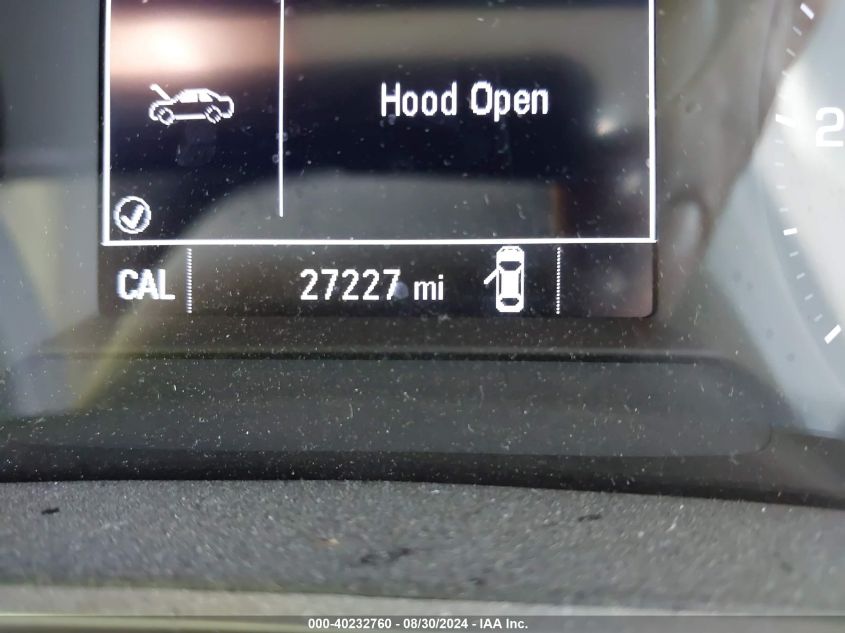 Hood Open
2
CAL 27227 mi
000-40232760 - 08/30/2024 - IAA Inc.